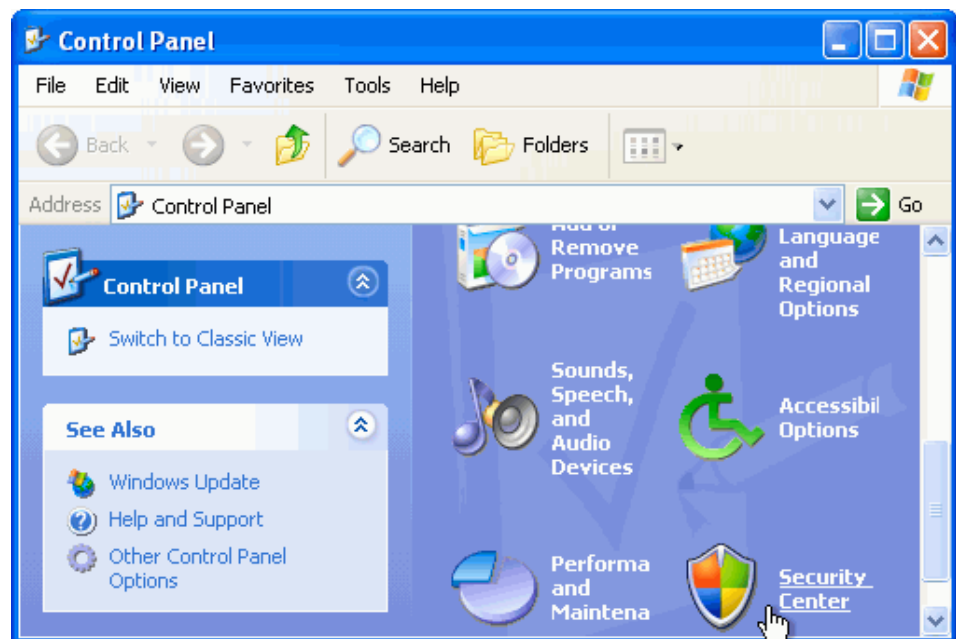 Control Panel
File Edit View Favorites Tools Help
Back Search Folders
Address Control Panel Go
Control Panel
Switch to Classic View
See Also
Windows Update
Help and Support
Other Control Panel
Options
Add or
Remove
Programs
Language
and
Regional
Options
Sounds,
Speech,
and
Audio
Devices
Accessibil
Options
Performa
and
Maintena
Security
Center